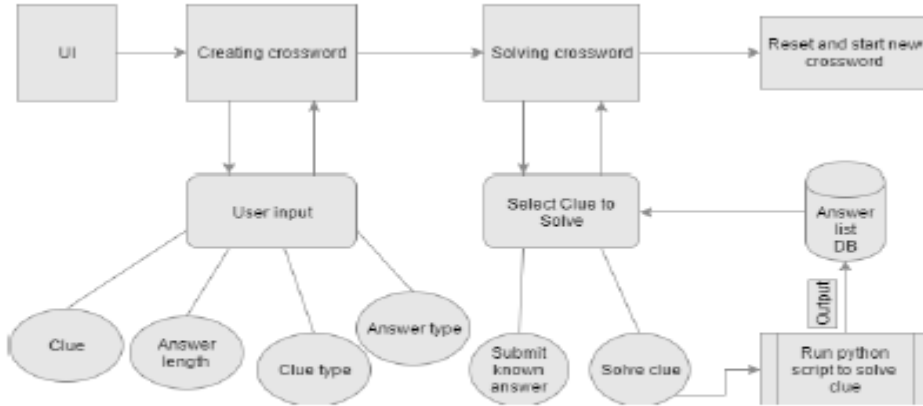 UI
Creating crossword
Solving crossword
Reset and start new
crossword
User input
Select Clue to
Solve
Answer
list
DB
Output
Clue
Answer
length
Clue type
Answer type
Submit
known
answer
Solve clue
Run python
script to solve
clue